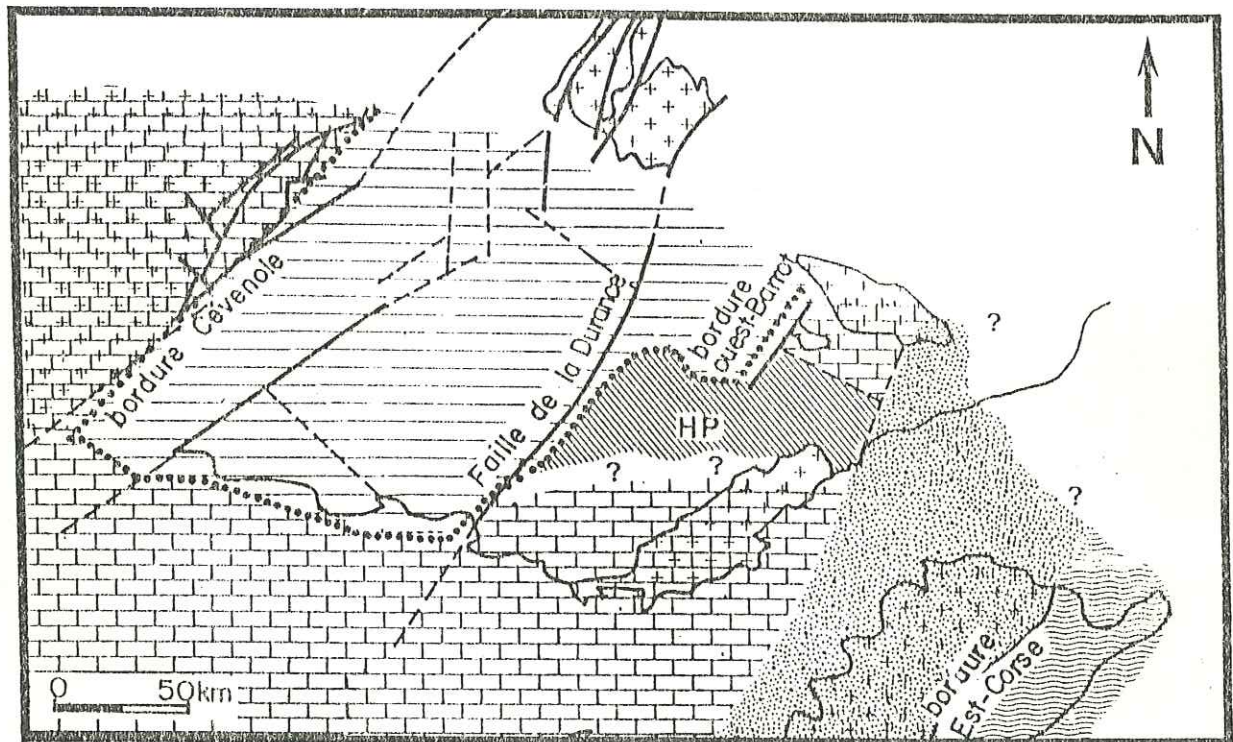 N
?
bordure Cévenole
Faille de la Durance
bordure
ouest-Barrot
HP
?
?
?
0 50km
bordure
Est-Corse